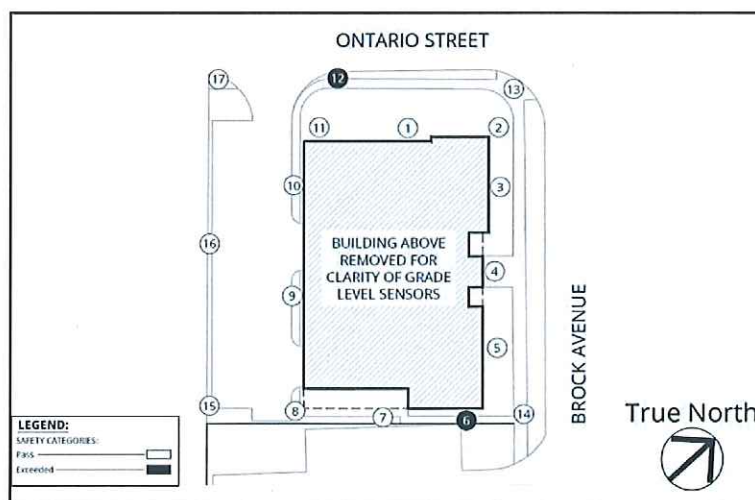 ONTARIO STREET
17
12
13
11
1
2
10
3
BUILDING ABOVE
REMOVED FOR
CLARITY OF GRADE
LEVEL SENSORS
16
4
9
5
BROCK AVENUE
15
8
7
6
14
True North
LEGEND:
SAFETY CATEGORIES:
Pass
Exceeded